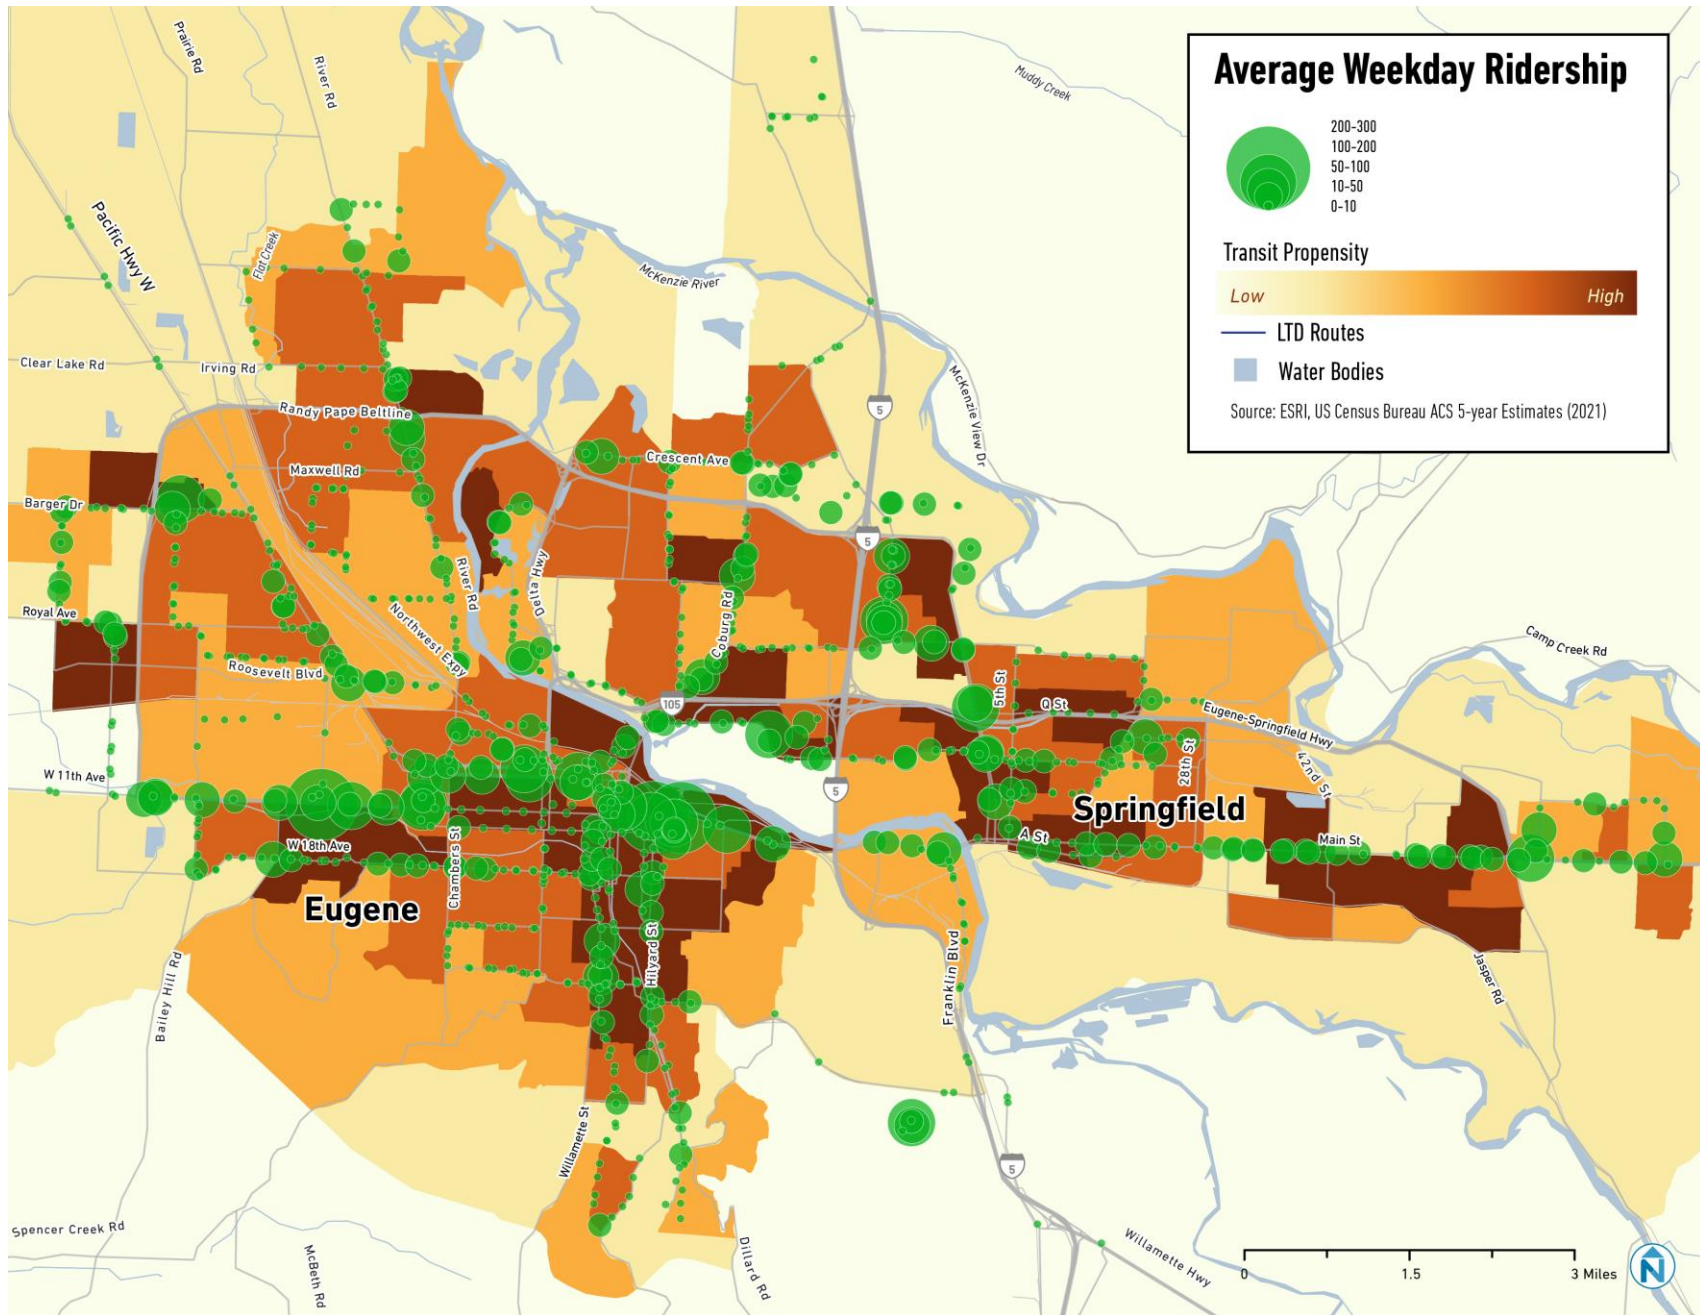 Average Weekday Ridership
200-300
100-200
50-100
10-50
0-10
Transit Propensity
Low
High
LTD Routes
Water Bodies
Source: ESRI, US Census Bureau ACS 5-year Estimates (2021)
Prairie Rd
River Rd
Muddy Creek
Pacific Hwy W
Flat Creek
McKenzie River
Clear Lake Rd
Irving Rd
Randy Pape Beltline
5
McKenzie View Dr
Maxwell Rd
Crescent Ave
Barger Dr
5
River Rd
Delta Hwy
Royal Ave
Northwest Expy
Coburg Rd
Camp Creek Rd
Roosevelt Blvd
105
5th St
Q St
Eugene-Springfield Hwy
28th St
42nd St
W 11th Ave
5
Springfield
A St
Main St
W 18th Ave
Chambers St
Eugene
Hilyard St
Bailey Hill Rd
Franklin Blvd
Jasper Rd
Willamette St
5
Spencer Creek Rd
McBeth Rd
Dillard Rd
Willamette Hwy
0
1.5
3 Miles
N